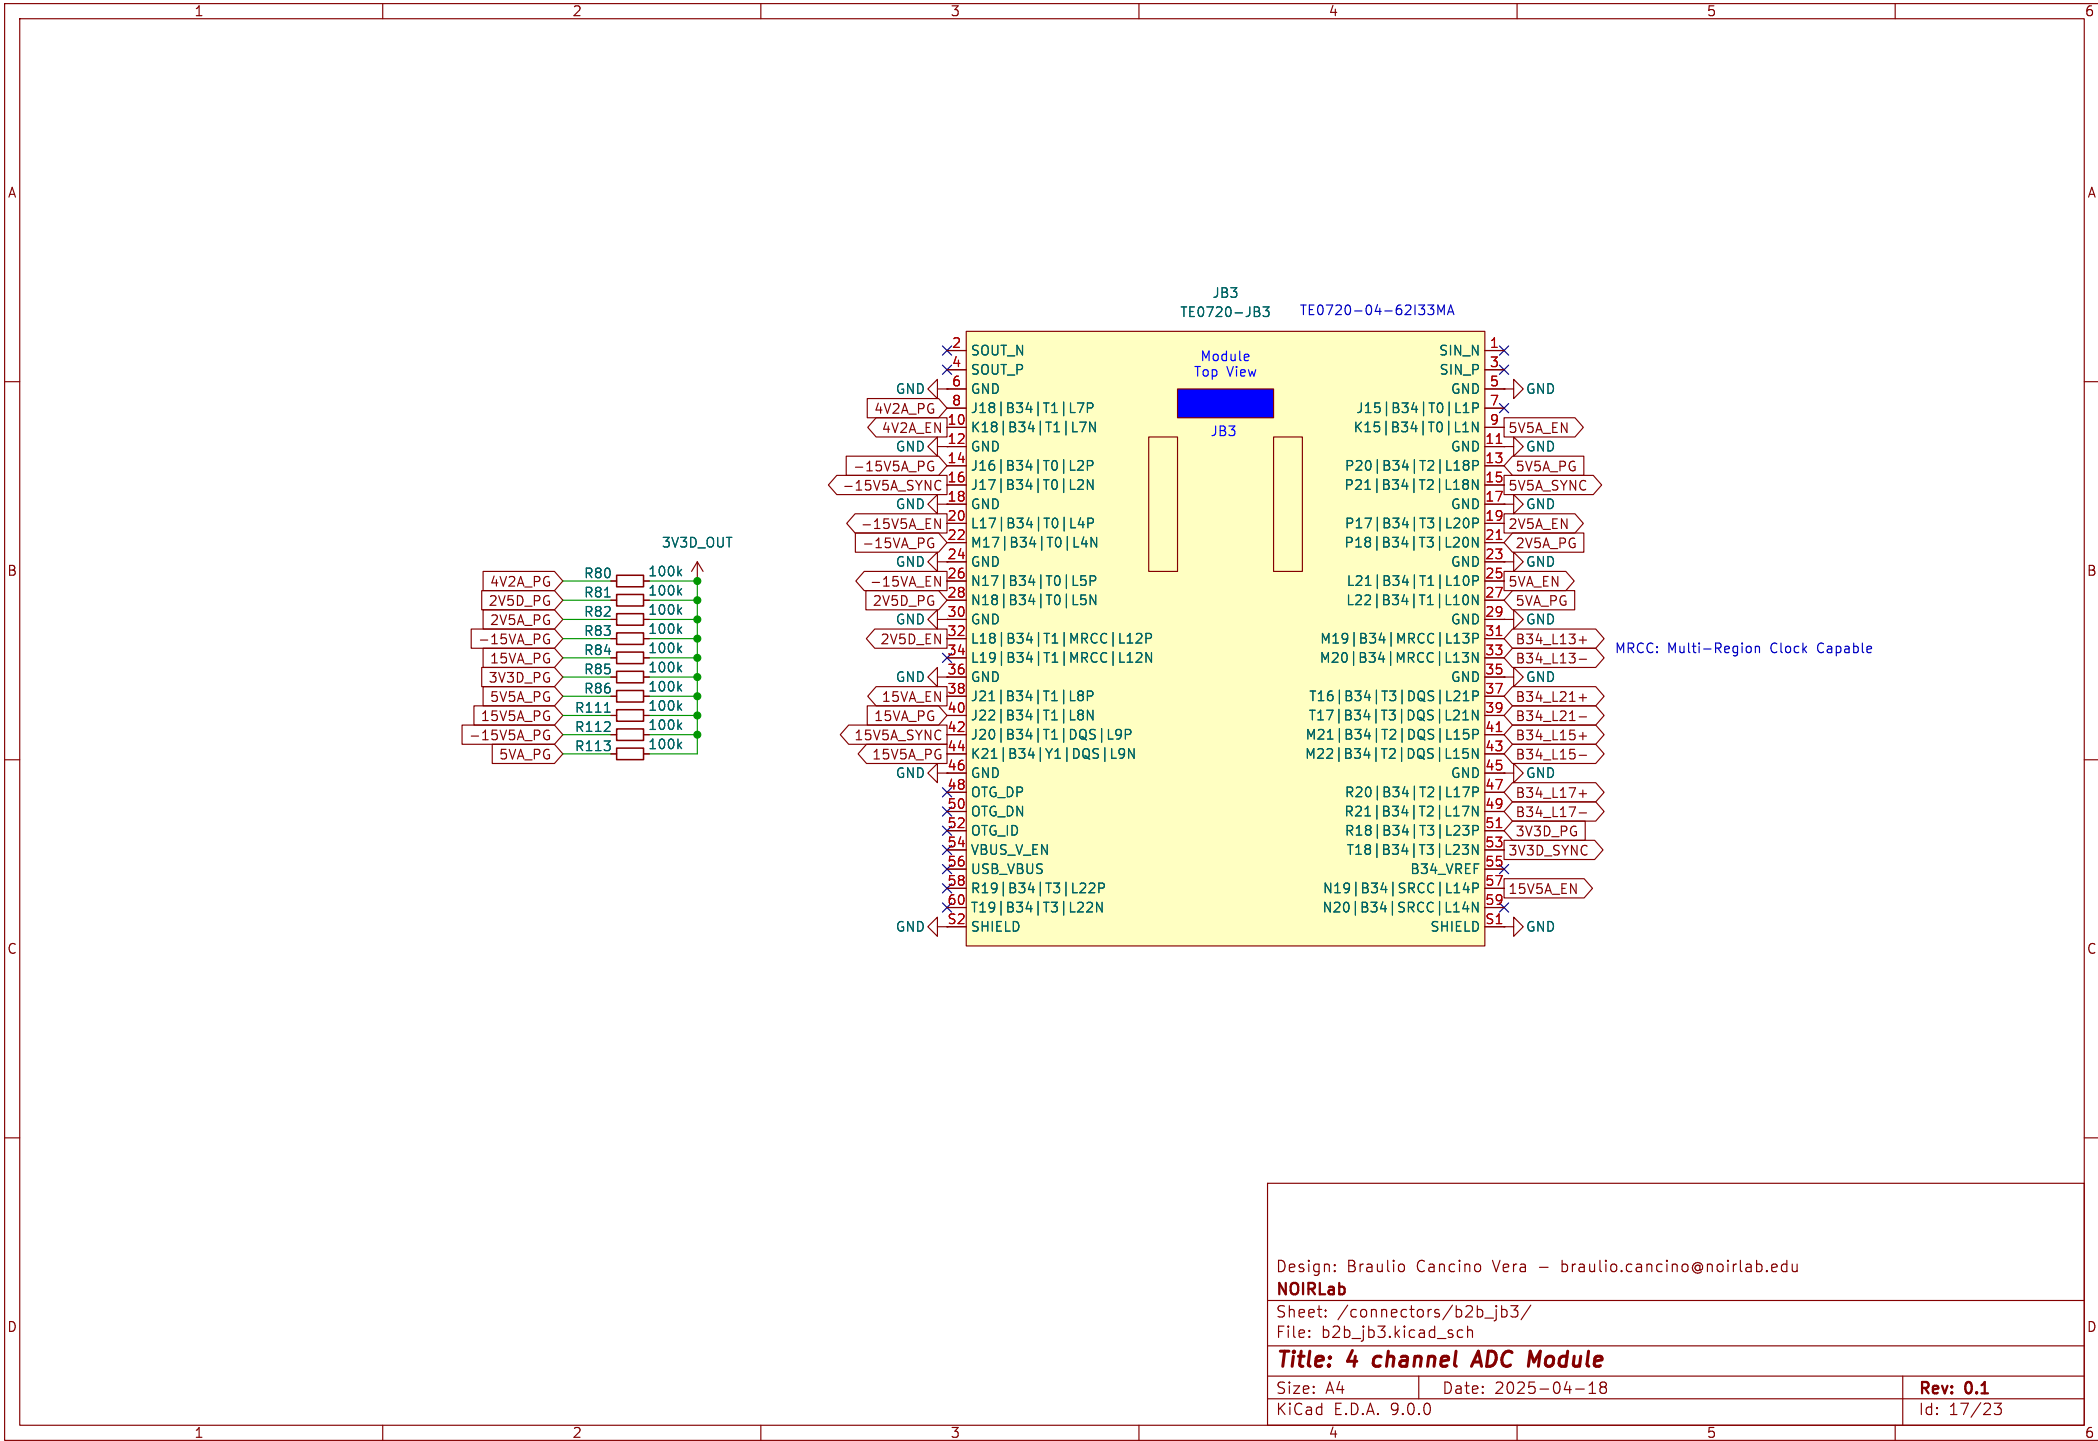 1 2 3 4 5 6
A A
JB3
TE0720-JB3 TE0720-04-62I33MA
2 SOUT_N SIN_N 1
Module
Top View
4 SOUT_P SIN_P 3
GND 6 GND GND 5 GND
4V2A_PG 8 J18|B34|T1|L7P J15|B34|T0|L1P 7
4V2A_EN 10 K18|B34|T1|L7N K15|B34|T0|L1N 9 5V5A_EN
JB3
GND 12 GND GND 11 GND
-15V5A_PG 14 J16|B34|T0|L2P P20|B34|T2|L18P 13 5V5A_PG
-15V5A_SYNC 16 J17|B34|T0|L2N P21|B34|T2|L18N 15 5V5A_SYNC
GND 18 GND GND 17 GND
-15V5A_EN 20 L17|B34|T0|L4P P17|B34|T3|L20P 19 2V5A_EN
-15VA_PG 22 M17|B34|T0|L4N P18|B34|T3|L20N 21 2V5A_PG
GND 24 GND GND 23 GND
-15VA_EN 26 N17|B34|T0|L5P L21|B34|T1|L10P 25 5VA_EN
2V5D_PG 28 N18|B34|T0|L5N L22|B34|T1|L10N 27 5VA_PG
GND 30 GND GND 29 GND
2V5D_EN 32 L18|B34|T1|MRCC|L12P M19|B34|MRCC|L13P 31 B34_L13+
MRCC: Multi-Region Clock Capable
34 L19|B34|T1|MRCC|L12N M20|B34|MRCC|L13N 33 B34_L13-
GND 36 GND GND 35 GND
15VA_EN 38 J21|B34|T1|L8P T16|B34|T3|DQS|L21P 37 B34_L21+
15VA_PG 40 J22|B34|T1|L8N T17|B34|T3|DQS|L21N 39 B34_L21-
15V5A_SYNC 42 J20|B34|T1|DQS|L9P M21|B34|T2|DQS|L15P 41 B34_L15+
15V5A_PG 44 K21|B34|Y1|DQS|L9N M22|B34|T2|DQS|L15N 43 B34_L15-
GND 46 GND GND 45 GND
48 OTG_DP R20|B34|T2|L17P 47 B34_L17+
50 OTG_DN R21|B34|T2|L17N 49 B34_L17-
52 OTG_ID R18|B34|T3|L23P 51 3V3D_PG
54 VBUS_V_EN T18|B34|T3|L23N 53 3V3D_SYNC
56 USB_VBUS B34_VREF 55
58 R19|B34|T3|L22P N19|B34|SRCC|L14P 57 15V5A_EN
60 T19|B34|T3|L22N N20|B34|SRCC|L14N 59
GND S2 SHIELD SHIELD S1 GND
3V3D_OUT
4V2A_PG R80 100k
2V5D_PG R81 100k
2V5A_PG R82 100k
-15VA_PG R83 100k
15VA_PG R84 100k
3V3D_PG R85 100k
5V5A_PG R86 100k
15V5A_PG R111 100k
-15V5A_PG R112 100k
5VA_PG R113 100k
B B
C C
D D
Design: Braulio Cancino Vera - braulio.cancino@noirlab.edu
NOIRLab
Sheet: /connectors/b2b_jb3/
File: b2b_jb3.kicad_sch
Title: 4 channel ADC Module
Size: A4 Date: 2025-04-18 Rev: 0.1
KiCad E.D.A. 9.0.0 Id: 17/23
1 2 3 4 5 6